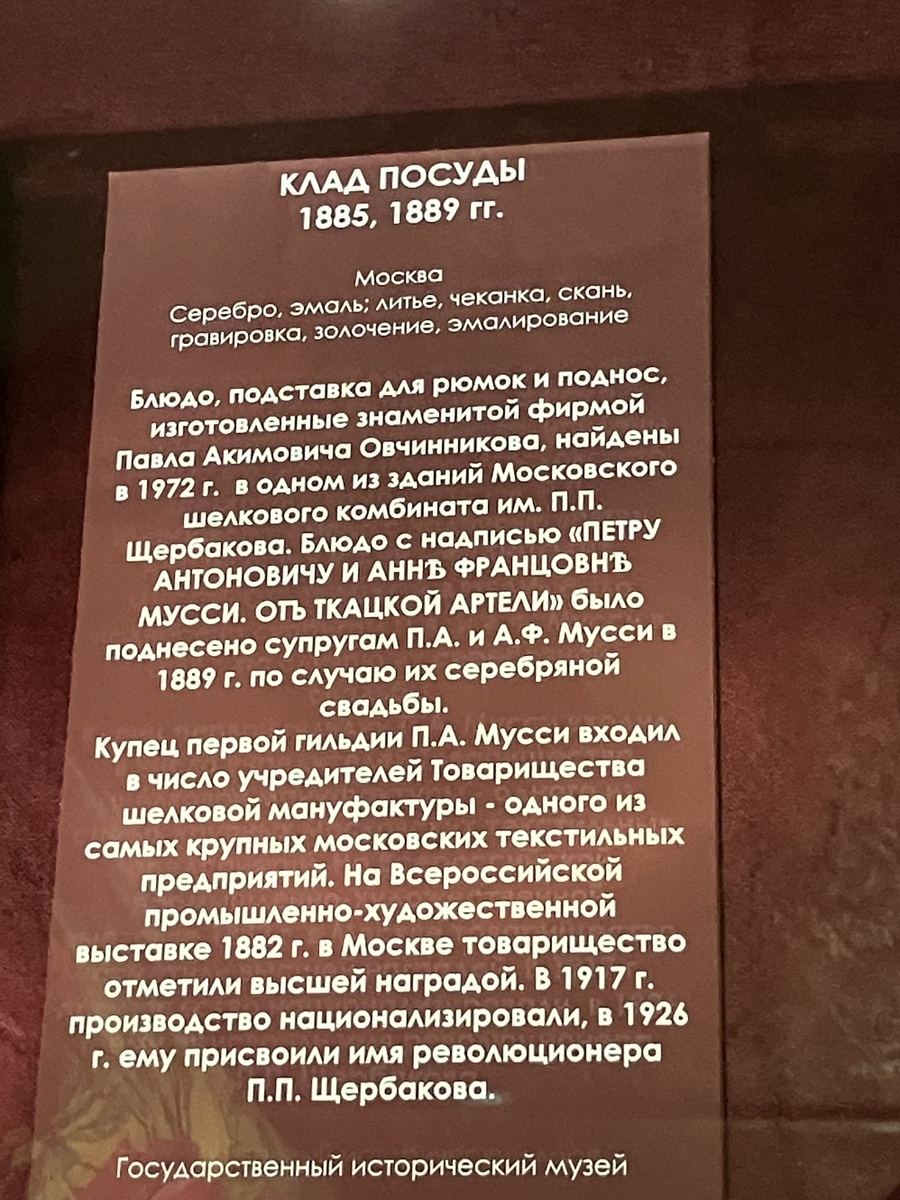 КЛАД ПОСУДЫ
1885, 1889 гг.
Москва
Серебро, эмаль; литье, чеканка, скань,
гравировка, золочение, эмалирование
Блюдо, подставка для рюмок и поднос,
изготовленные знаменитой фирмой
Павла Акимовича Овчинникова, найдены
в 1972 г. в одном из зданий Московского
шелкового комбината им. П.П.
Щербакова. Блюдо с надписью «ПЕТРУ
АНТОНОВИЧУ И АННѢ ФРАНЦОВНѢ
МУССИ. ОТЪ ТКАЦКОЙ АРТЕЛИ» было
поднесено супругам П.А. и А.Ф. Мусси в
1889 г. по случаю их серебряной
свадьбы.
Купец первой гильдии П.А. Мусси входил
в число учредителей Товарищества
шелковой мануфактуры - одного из
самых крупных московских текстильных
предприятий. На Всероссийской
промышленно-художественной
выставке 1882 г. в Москве товарищество
отметили высшей наградой. В 1917 г.
производство национализировали, в 1926
г. ему присвоили имя революционера
П.П. Щербакова.
Государственный исторический музей